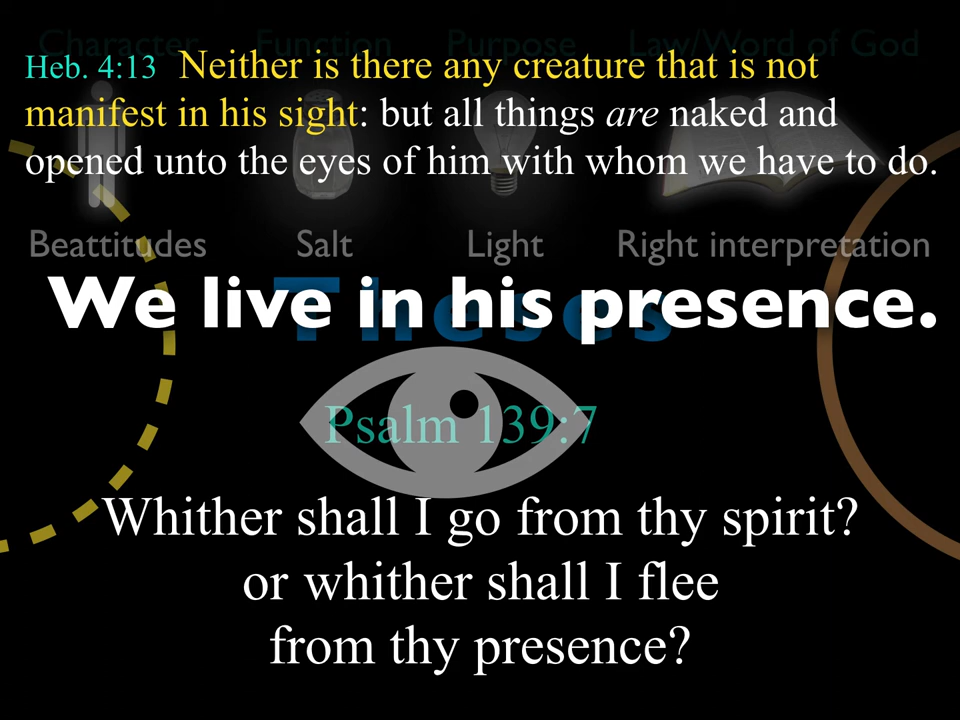 Character Function Purpose Law/Word of God
Heb. 4:13 Neither is there any creature that is not
manifest in his sight: but all things are naked and
opened unto the eyes of him with whom we have to do.
Beattitudes Salt Light Right interpretation
Theses
We live in his presence.
Psalm 139:7
Whither shall I go from thy spirit?
or whither shall I flee
from thy presence?